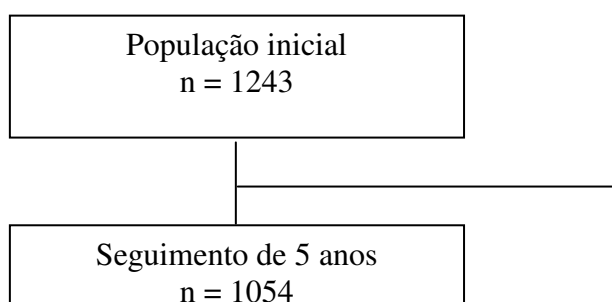 População inicial
n = 1243
Seguimento de 5 anos
n = 1054